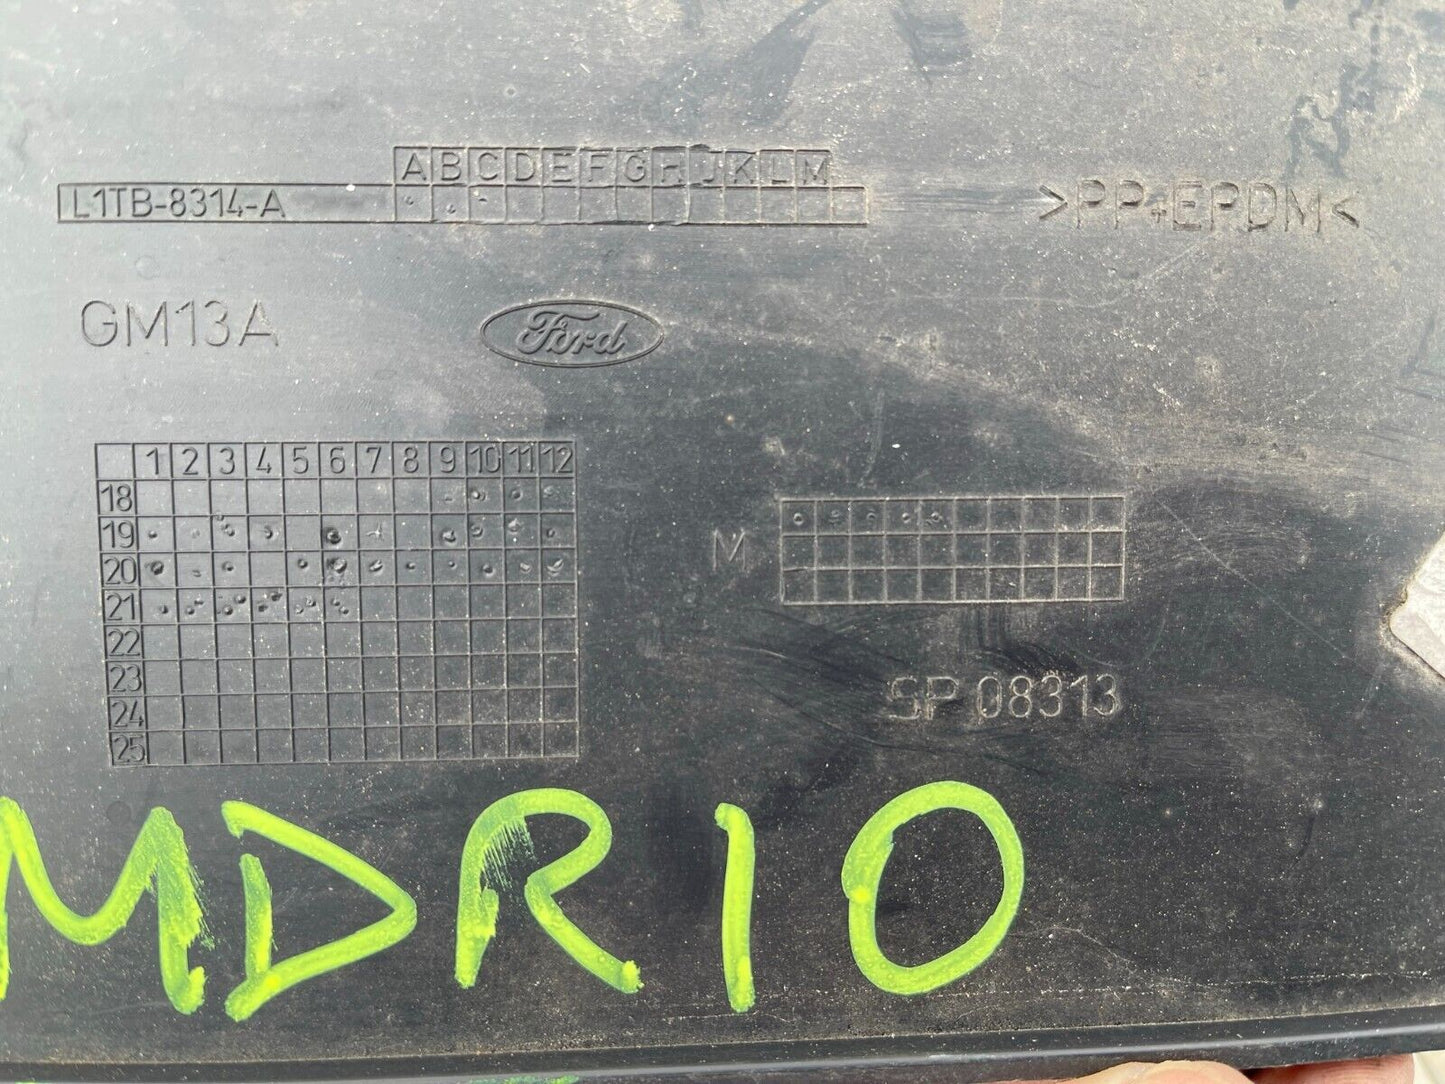 A B C D E F G H J K L M
L1TB-8314-A
>PP+EPDM<
GM13A
Ford
1 2 3 4 5 6 7 8 9 10 11 12
18
19
20
21
22
23
24
25
M
SP 08313
MDR10